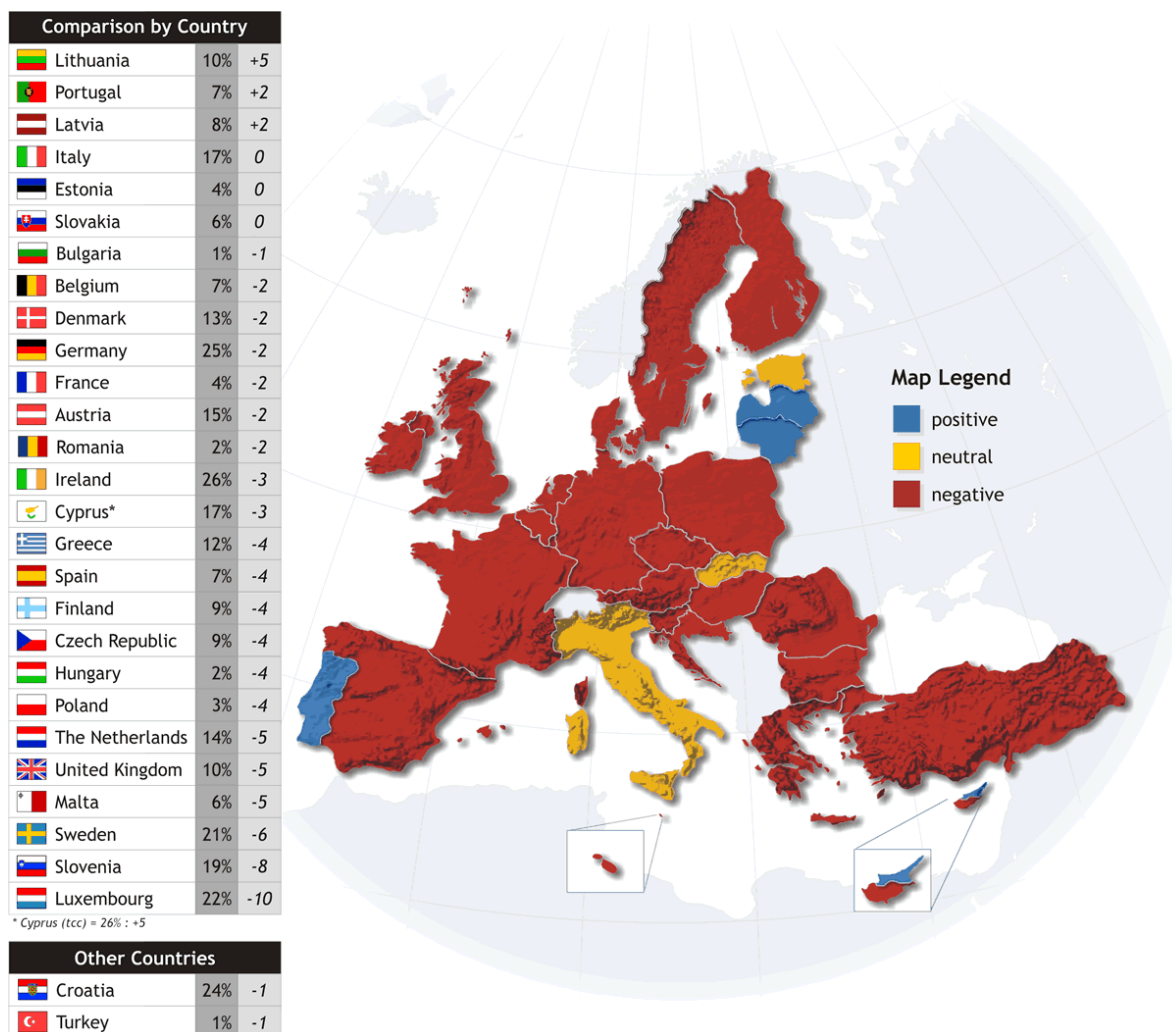 Comparison by Country
Lithuania 10% +5
Portugal 7% +2
Latvia 8% +2
Italy 17% 0
Estonia 4% 0
Slovakia 6% 0
Bulgaria 1% -1
Belgium 7% -2
Denmark 13% -2
Germany 25% -2
France 4% -2
Austria 15% -2
Romania 2% -2
Ireland 26% -3
Cyprus* 17% -3
Greece 12% -4
Spain 7% -4
Finland 9% -4
Czech Republic 9% -4
Hungary 2% -4
Poland 3% -4
The Netherlands 14% -5
United Kingdom 10% -5
Malta 6% -5
Sweden 21% -6
Slovenia 19% -8
Luxembourg 22% -10
* Cyprus (tcc) = 26% : +5
Other Countries
Croatia 24% -1
Turkey 1% -1
Map Legend
positive
neutral
negative